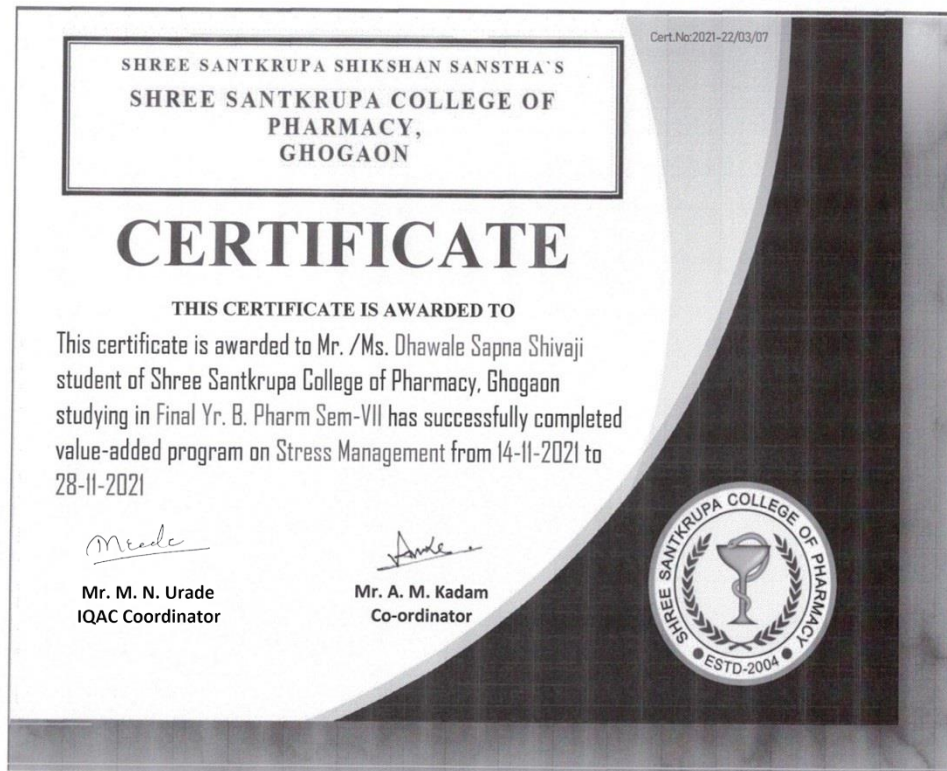 Cert.No:2021-22/03/07
SHREE SANTKRUPA SHIKSHAN SANSTHA`S
SHREE SANTKRUPA COLLEGE OF
PHARMACY,
GHOGAON
CERTIFICATE
THIS CERTIFICATE IS AWARDED TO
This certificate is awarded to Mr. /Ms. Dhawale Sapna Shivaji
student of Shree Santkrupa College of Pharmacy, Ghogaon
studying in Final Yr. B. Pharm Sem-VII has successfully completed
value-added program on Stress Management from 14-11-2021 to
28-11-2021
Mr. M. N. Urade
IQAC Coordinator
Mr. A. M. Kadam
Co-ordinator
SHREE SANTKRUPA COLLEGE OF PHARMACY
ESTD-2004